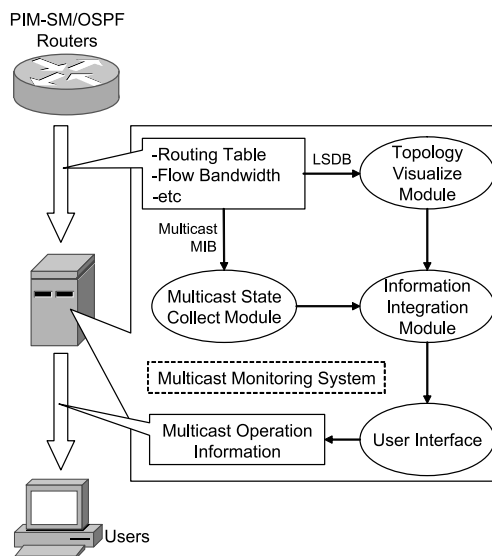 PIM-SM/OSPF
Routers
-Routing Table
-Flow Bandwidth
-etc
LSDB
Topology
Visualize
Module
Multicast
MIB
Multicast State
Collect Module
Information
Integration
Module
Multicast Monitoring System
Multicast Operation
Information
User Interface
Users